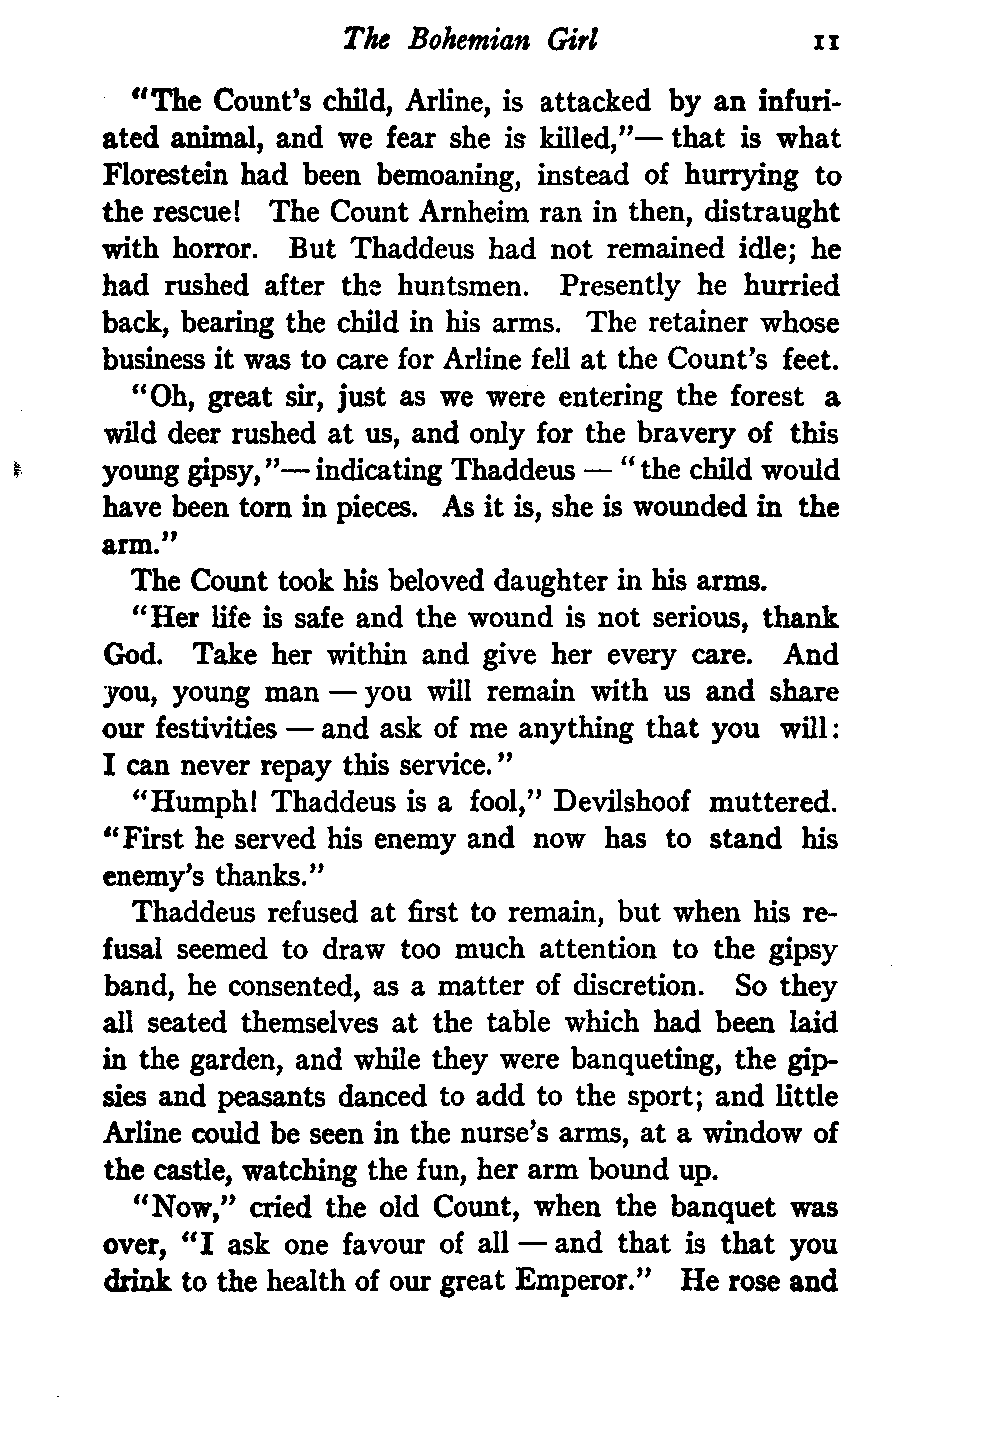 The Bohemian Girl 11
"The Count's child, Arline, is attacked by an infuri-
ated animal, and we fear she is killed,"— that is what
Florestein had been bemoaning, instead of hurrying to
the rescue! The Count Arnheim ran in then, distraught
with horror. But Thaddeus had not remained idle; he
had rushed after the huntsmen. Presently he hurried
back, bearing the child in his arms. The retainer whose
business it was to care for Arline fell at the Count's feet.
"Oh, great sir, just as we were entering the forest a
wild deer rushed at us, and only for the bravery of this
young gipsy,"— indicating Thaddeus — "the child would
have been torn in pieces. As it is, she is wounded in the
arm."
The Count took his beloved daughter in his arms.
"Her life is safe and the wound is not serious, thank
God. Take her within and give her every care. And
you, young man — you will remain with us and share
our festivities — and ask of me anything that you will:
I can never repay this service."
"Humph! Thaddeus is a fool," Devilshoof muttered.
"First he served his enemy and now has to stand his
enemy's thanks."
Thaddeus refused at first to remain, but when his re-
fusal seemed to draw too much attention to the gipsy
band, he consented, as a matter of discretion. So they
all seated themselves at the table which had been laid
in the garden, and while they were banqueting, the gip-
sies and peasants danced to add to the sport; and little
Arline could be seen in the nurse's arms, at a window of
the castle, watching the fun, her arm bound up.
"Now," cried the old Count, when the banquet was
over, "I ask one favour of all — and that is that you
drink to the health of our great Emperor." He rose and